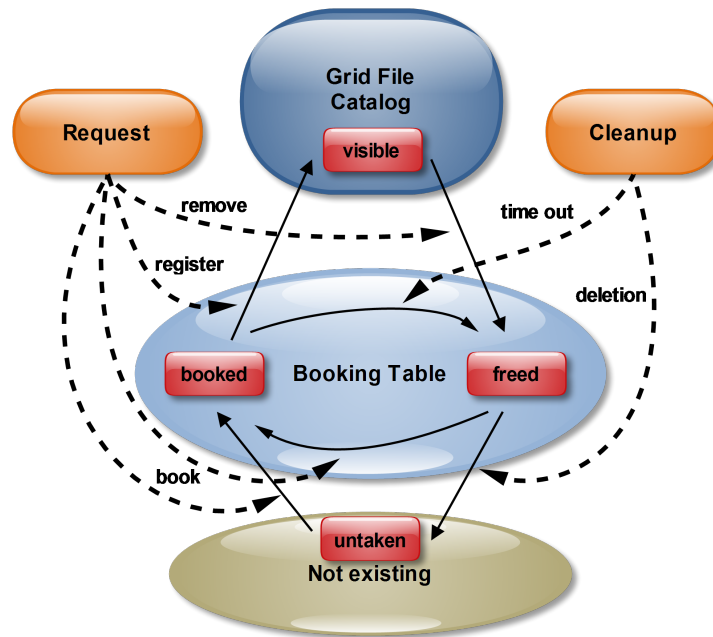 Grid File
Catalog
Request
Cleanup
visible
remove
time out
register
deletion
booked
Booking Table
freed
book
untaken
Not existing